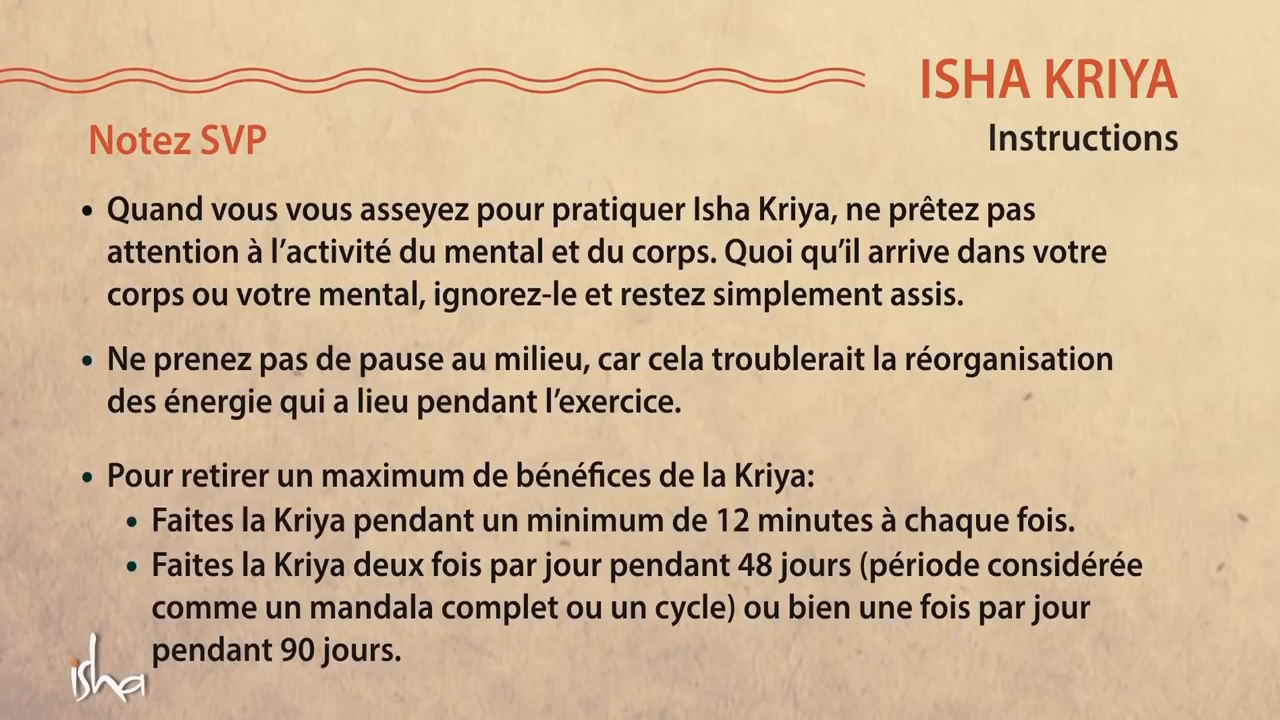 ISHA KRIYA
Instructions
Notez SVP
• Quand vous vous asseyez pour pratiquer Isha Kriya, ne prêtez pas
attention à l’activité du mental et du corps. Quoi qu’il arrive dans votre
corps ou votre mental, ignorez-le et restez simplement assis.
• Ne prenez pas de pause au milieu, car cela troublerait la réorganisation
des énergie qui a lieu pendant l’exercice.
• Pour retirer un maximum de bénéfices de la Kriya:
• Faites la Kriya pendant un minimum de 12 minutes à chaque fois.
• Faites la Kriya deux fois par jour pendant 48 jours (période considérée
comme un mandala complet ou un cycle) ou bien une fois par jour
pendant 90 jours.
isha